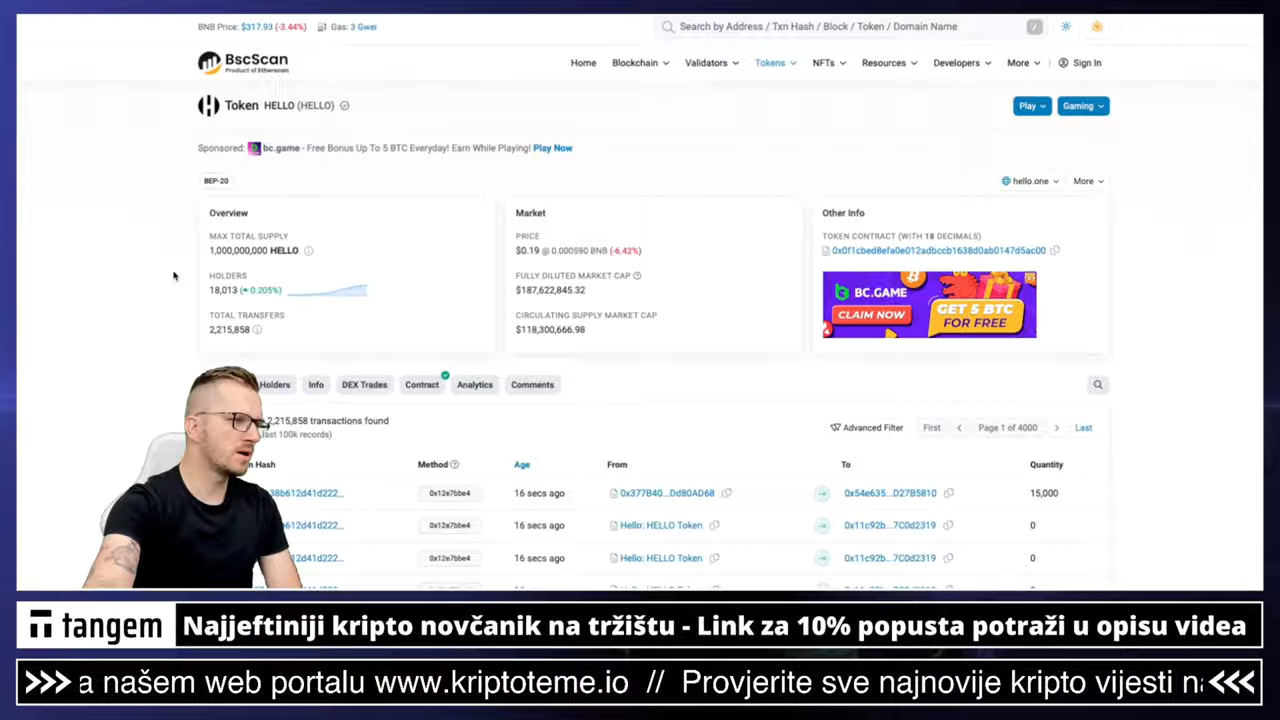 BNB Price: $317.93 (-3.44%) Gas: 3 Gwei
Search by Address / Txn Hash / Block / Token / Domain Name /
BscScan
Product of Etherscan
Home Blockchain Validators Tokens NFTs Resources Developers More Sign In
Token HELLO (HELLO)
Play Gaming
Sponsored: bc.game - Free Bonus Up To 5 BTC Everyday! Earn While Playing! Play Now
BEP-20
hello.one More
Overview
MAX TOTAL SUPPLY
1,000,000,000 HELLO
HOLDERS
18,013 (0.205%)
TOTAL TRANSFERS
2,215,858
Market
PRICE
$0.19 @ 0.000590 BNB (-6.42%)
FULLY DILUTED MARKET CAP
$187,622,845.32
CIRCULATING SUPPLY MARKET CAP
$118,300,666.98
Other Info
TOKEN CONTRACT (WITH 18 DECIMALS)
0x0f1cbed8efa0e012adbccb1638d0ab0147d5ac00
BC.GAME
CLAIM NOW
GET 5 BTC
FOR FREE
Holders Info DEX Trades Contract Analytics Comments
2,215,858 transactions found
last 100k records)
Advanced Filter First Page 1 of 4000 Last
n Hash Method Age From To Quantity
38b612d41d222... 0x12e7bbe4 16 secs ago 0x377B40...Dd80AD68 0x54e635...D27B5810 15,000
b612d41d222... 0x12e7bbe4 16 secs ago Hello: HELLO Token 0x11c92b...7C0d2319 0
612d41d222... 0x12e7bbe4 16 secs ago Hello: HELLO Token 0x11c92b...7C0d2319 0
tangem Najjeftiniji kripto novčanik na tržištu - Link za 10% popusta potraži u opisu videa
>>> a našem web portalu www.kriptoteme.io // Provjerite sve najnovije kripto vijesti na <<<